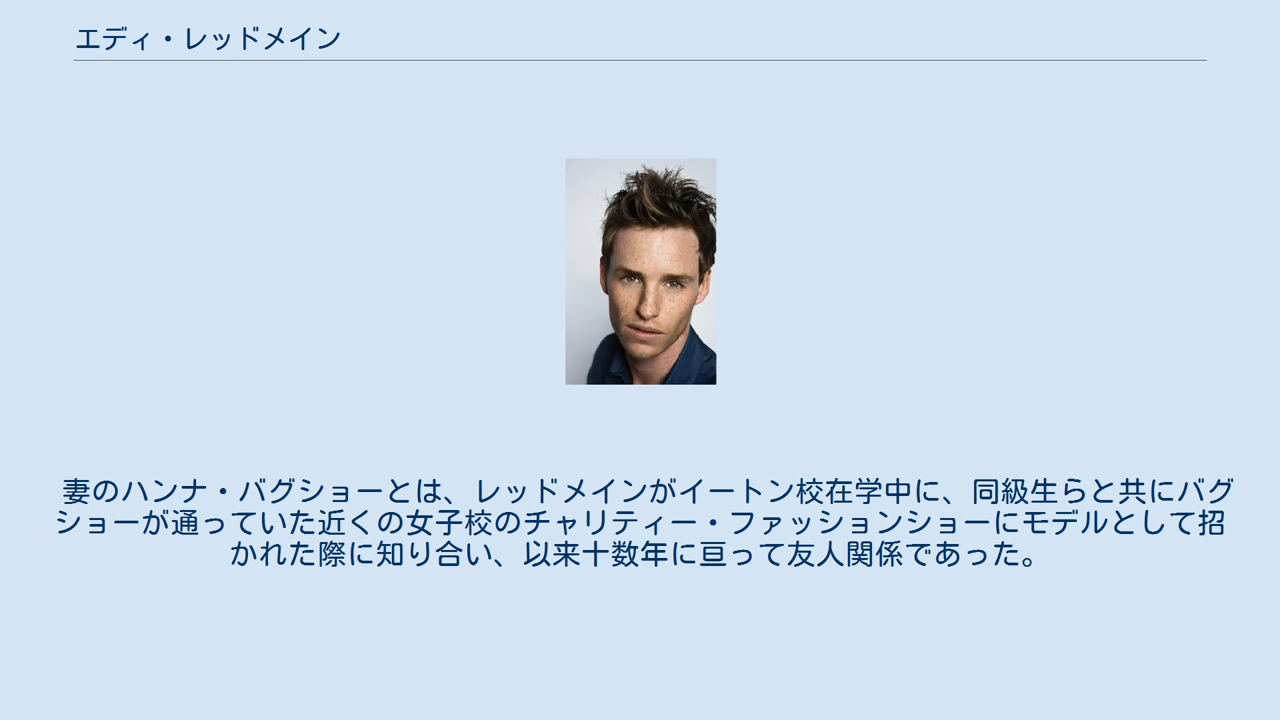 エディ・レッドメイン
妻のハンナ・バグショーとは、レッドメインがイートン校在学中に、同級生らと共にバグ
ショーが通っていた近くの女子校のチャリティー・ファッションショーにモデルとして招
かれた際に知り合い、以来十数年に亘って友人関係であった。